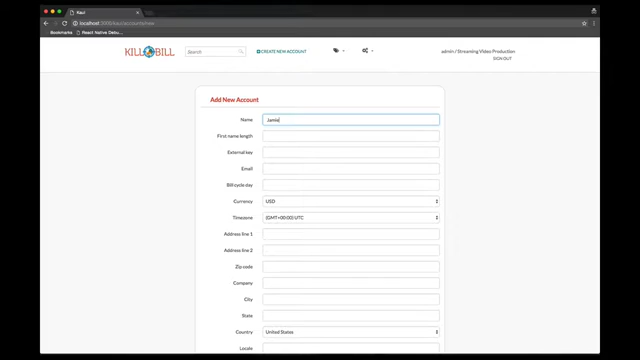 Kaui
localhost:3000/kaui/accounts/new
Bookmarks React Native Debu...
KILL BILL
Search
CREATE NEW ACCOUNT
admin / Streaming Video Production
SIGN OUT
Add New Account
Name Jamie
First name length
External key
Email
Bill cycle day
Currency USD
Timezone (GMT+00:00) UTC
Address line 1
Address line 2
Zip code
Company
City
State
Country United States
Locale